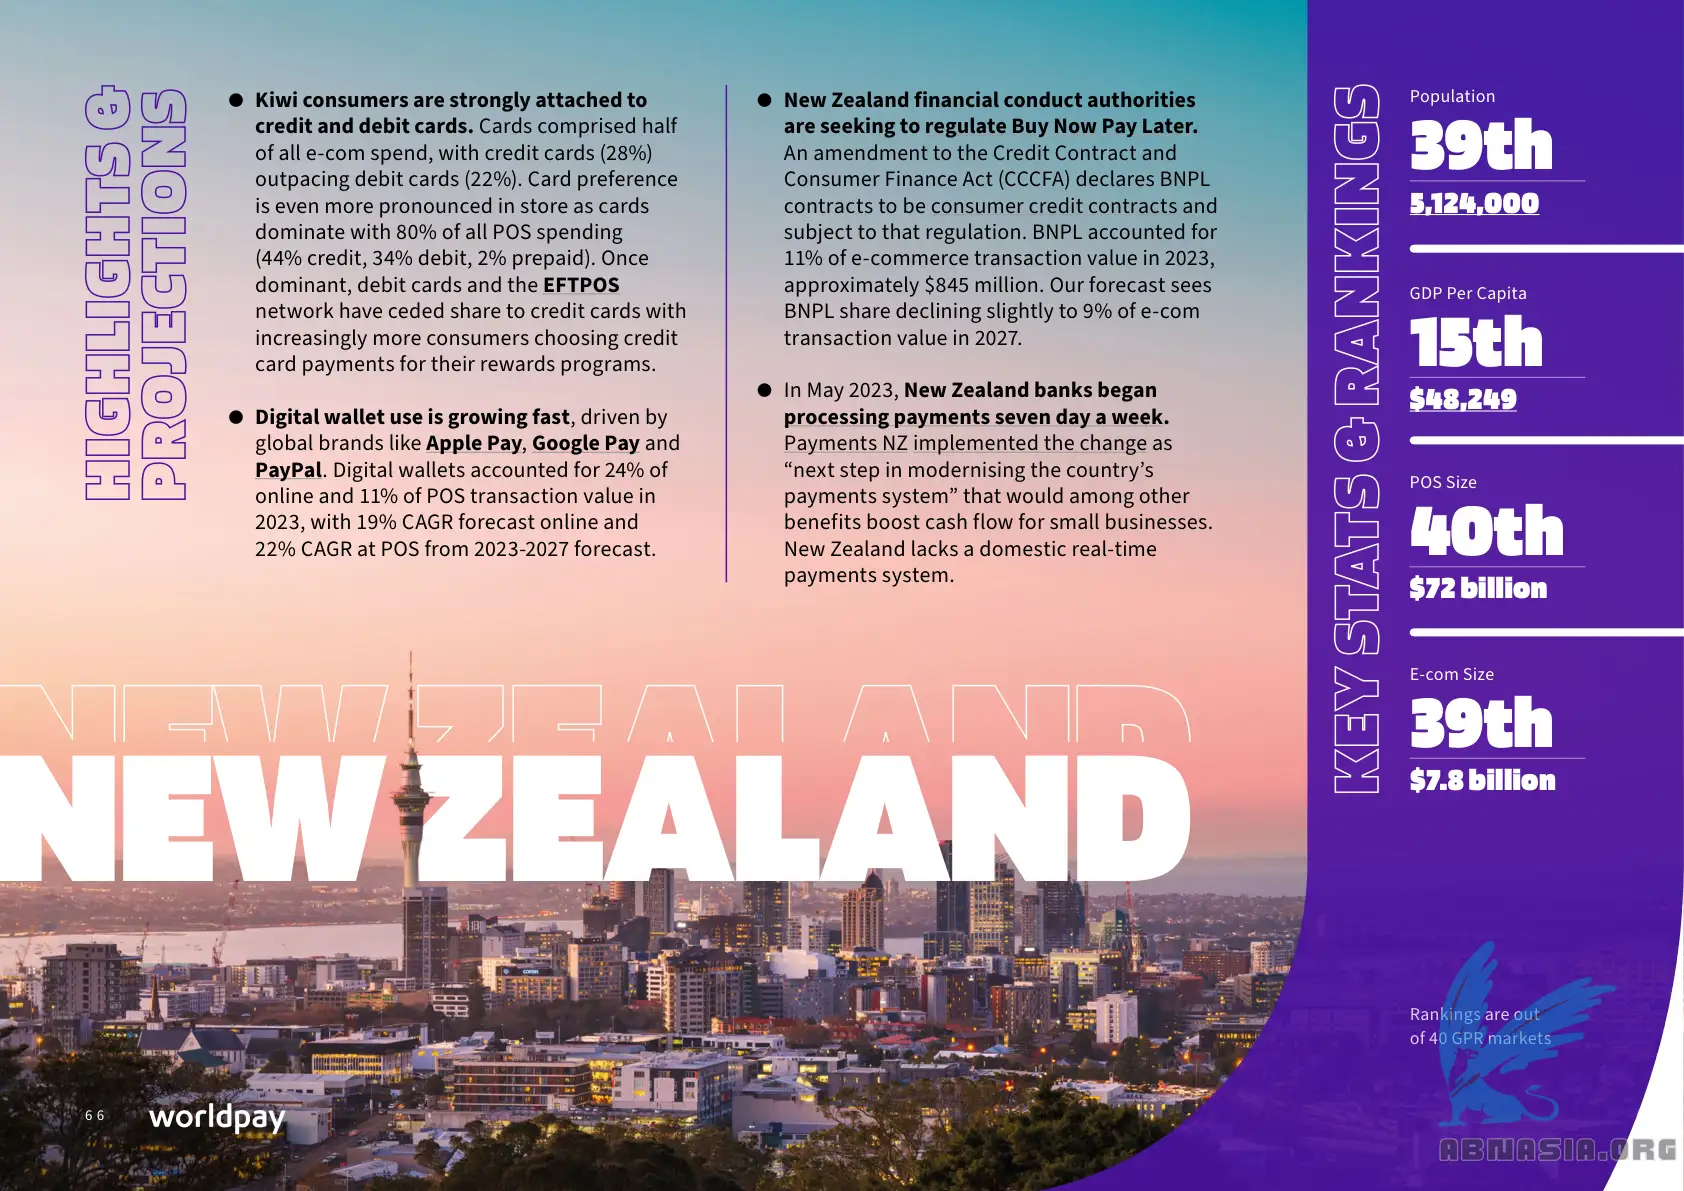 HIGHLIGHTS &
PROJECTIONS
● Kiwi consumers are strongly attached to
credit and debit cards. Cards comprised half
of all e-com spend, with credit cards (28%)
outpacing debit cards (22%). Card preference
is even more pronounced in store as cards
dominate with 80% of all POS spending
(44% credit, 34% debit, 2% prepaid). Once
dominant, debit cards and the EFTPOS
network have ceded share to credit cards with
increasingly more consumers choosing credit
card payments for their rewards programs.
● Digital wallet use is growing fast, driven by
global brands like Apple Pay, Google Pay and
PayPal. Digital wallets accounted for 24% of
online and 11% of POS transaction value in
2023, with 19% CAGR forecast online and
22% CAGR at POS from 2023-2027 forecast.
● New Zealand financial conduct authorities
are seeking to regulate Buy Now Pay Later.
An amendment to the Credit Contract and
Consumer Finance Act (CCCFA) declares BNPL
contracts to be consumer credit contracts and
subject to that regulation. BNPL accounted for
11% of e-commerce transaction value in 2023,
approximately $845 million. Our forecast sees
BNPL share declining slightly to 9% of e-com
transaction value in 2027.
● In May 2023, New Zealand banks began
processing payments seven day a week.
Payments NZ implemented the change as
“next step in modernising the country’s
payments system” that would among other
benefits boost cash flow for small businesses.
New Zealand lacks a domestic real-time
payments system.
NEW ZEALAND
NEW ZEALAND
KEY STATS & RANKINGS
Population
39th
5,124,000
GDP Per Capita
15th
$48,249
POS Size
40th
$72 billion
E-com Size
39th
$7.8 billion
Rankings are out
of 40 GPR markets
66
worldpay
ABNASIA.ORG